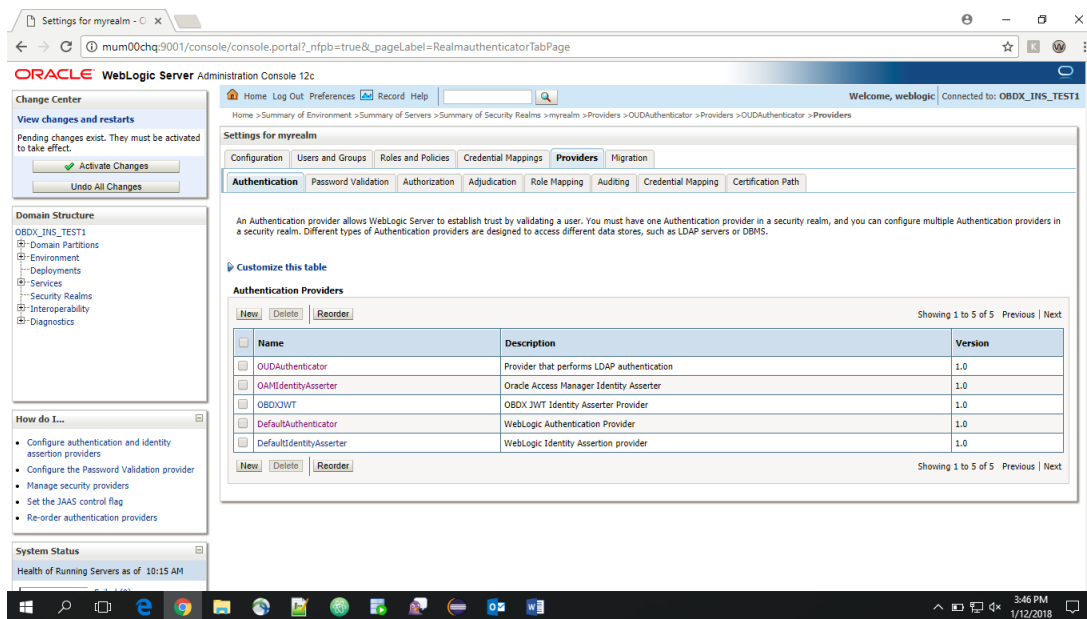 Settings for myrealm - O
mum00chq:9001/console/console.portal?_nfpb=true&_pageLabel=RealmauthenticatorTabPage
ORACLE WebLogic Server Administration Console 12c
Change Center
View changes and restarts
Pending changes exist. They must be activated
to take effect.
Activate Changes
Undo All Changes
Domain Structure
OBDX_INS_TEST1
Domain Partitions
Environment
Deployments
Services
Security Realms
Interoperability
Diagnostics
How do I...
Configure authentication and identity
assertion providers
Configure the Password Validation provider
Manage security providers
Set the JAAS control flag
Re-order authentication providers
System Status
Health of Running Servers as of 10:15 AM
Home Log Out Preferences Record Help
Welcome, weblogic Connected to: OBDX_INS_TEST1
Home >Summary of Environment >Summary of Servers >Summary of Security Realms >myrealm >Providers >OUDAuthenticator >Providers >OUDAuthenticator >Providers
Settings for myrealm
Configuration Users and Groups Roles and Policies Credential Mappings Providers Migration
Authentication Password Validation Authorization Adjudication Role Mapping Auditing Credential Mapping Certification Path
An Authentication provider allows WebLogic Server to establish trust by validating a user. You must have one Authentication provider in a security realm, and you can configure multiple Authentication providers in
a security realm. Different types of Authentication providers are designed to access different data stores, such as LDAP servers or DBMS.
Customize this table
Authentication Providers
New Delete Reorder Showing 1 to 5 of 5 Previous | Next
Name Description Version
OUDAuthenticator Provider that performs LDAP authentication 1.0
OAMIdentityAsserter Oracle Access Manager Identity Asserter 1.0
OBDXJWT OBDX JWT Identity Asserter Provider 1.0
DefaultAuthenticator WebLogic Authentication Provider 1.0
DefaultIdentityAsserter WebLogic Identity Assertion provider 1.0
New Delete Reorder Showing 1 to 5 of 5 Previous | Next
3:46 PM
1/12/2018